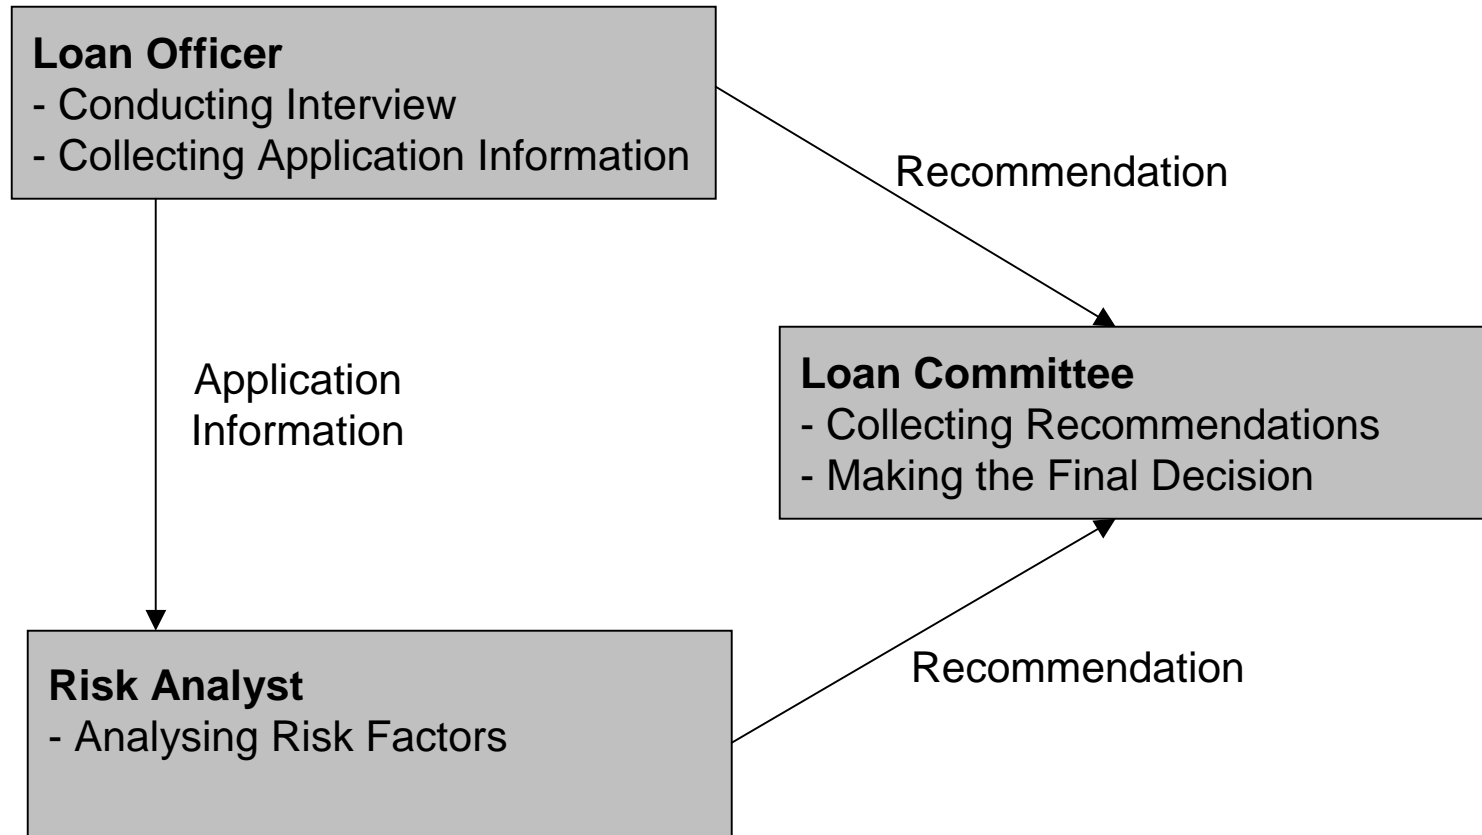 Loan Officer
- Conducting Interview
- Collecting Application Information
Recommendation
Application
Information
Loan Committee
- Collecting Recommendations
- Making the Final Decision
Risk Analyst
- Analysing Risk Factors
Recommendation